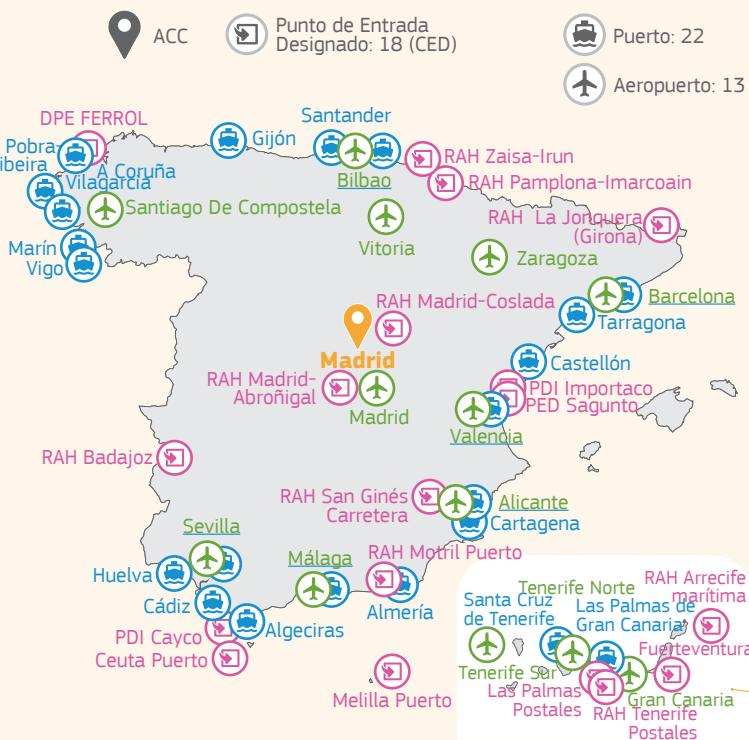 ACC
Punto de Entrada
Designado: 18 (CED)
Puerto: 22
Aeropuerto: 13
DPE FERROL
Santander
Gijón
Pobra-
ibeira
A Coruña
Vilagarcia
RAH Zaisa-Irun
Bilbao
RAH Pamplona-Imarcoain
Santiago De Compostela
Vitoria
RAH La Jonquera
(Girona)
Marín
Vigo
Zaragoza
RAH Madrid-Coslada
Barcelona
Tarragona
Madrid
Castellón
RAH Madrid-
Abroñigal
Madrid
PDI Importaco
PED Sagunto
Valencia
RAH Badajoz
RAH San Ginés
Carretera
Alicante
Cartagena
Sevilla
Málaga
RAH Motril Puerto
Huelva
Cádiz
Almería
Algeciras
PDI Cayco
Ceuta Puerto
Melilla Puerto
Tenerife Norte
RAH Arrecife
marítima
Santa Cruz
de Tenerife
Las Palmas de
Gran Canaria
Fuerteventura
Tenerife Sur
Las Palmas
Postales
Gran Canaria
RAH Tenerife
Postales